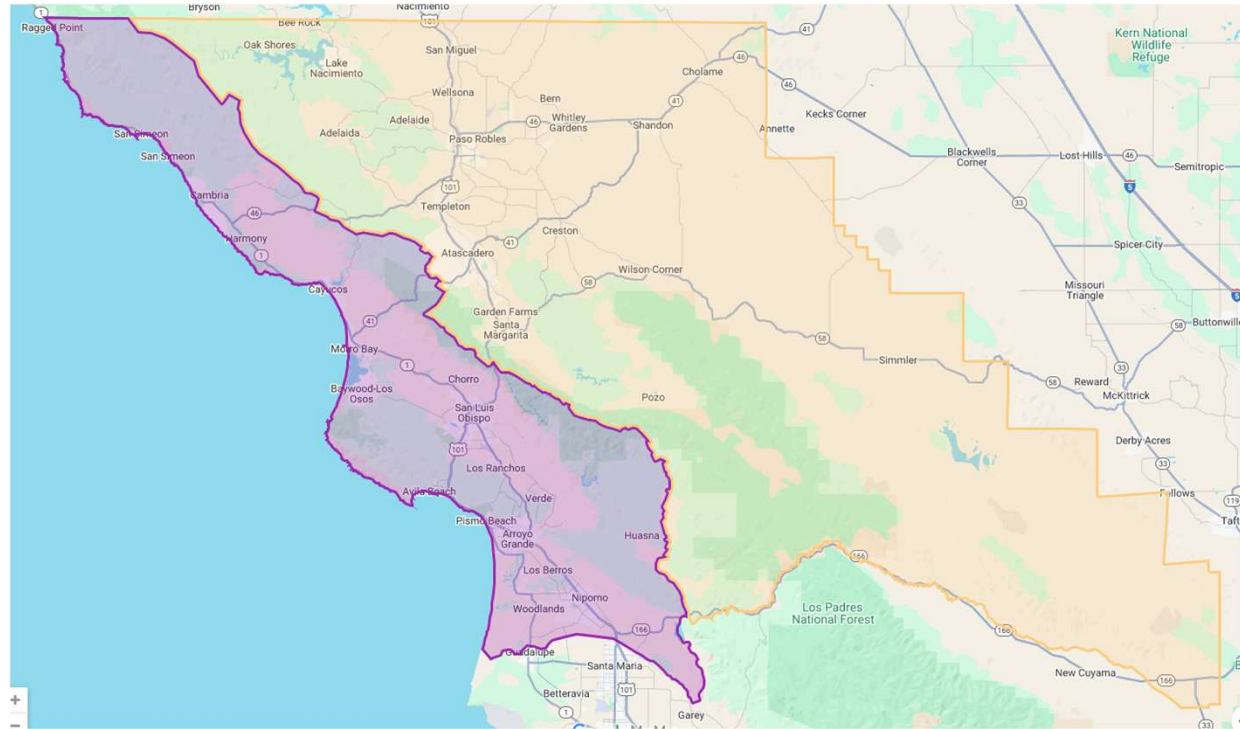 Bryson
Nacimiento
1
Ragged Point
Bee Rock
101
Oak Shores
San Miguel
41
Kern National
Wildlife
Refuge
Lake
Nacimiento
Cholame
46
46
Wellsona
Bern
41
Kecks Corner
Adelaide
Whitley
Gardens
46
Shandon
Annette
San Simeon
Adelaida
Paso Robles
Blackwells
Corner
Lost Hills
46
San Simeon
Semitropic
101
5
Cambria
Templeton
33
46
Creston
Harmony
41
Spicer City
1
Atascadero
Wilson Corner
58
Missouri
Triangle
Cayucos
5
Garden Farms
Santa
Margarita
41
58
58
Buttonwillow
Morro Bay
Simmler
1
33
Chorro
58
Reward
Baywood-Los
Osos
Pozo
McKittrick
San Luis
Obispo
101
Derby Acres
Los Ranchos
33
Avila Beach
Verde
Fellows
119
Pismo Beach
Taft
Arroyo
Grande
Huasna
166
Los Berros
Nipomo
Woodlands
Los Padres
National Forest
166
166
Guadalupe
Santa Maria
New Cuyama
166
Betteravia
101
1
Garey
33
+
−